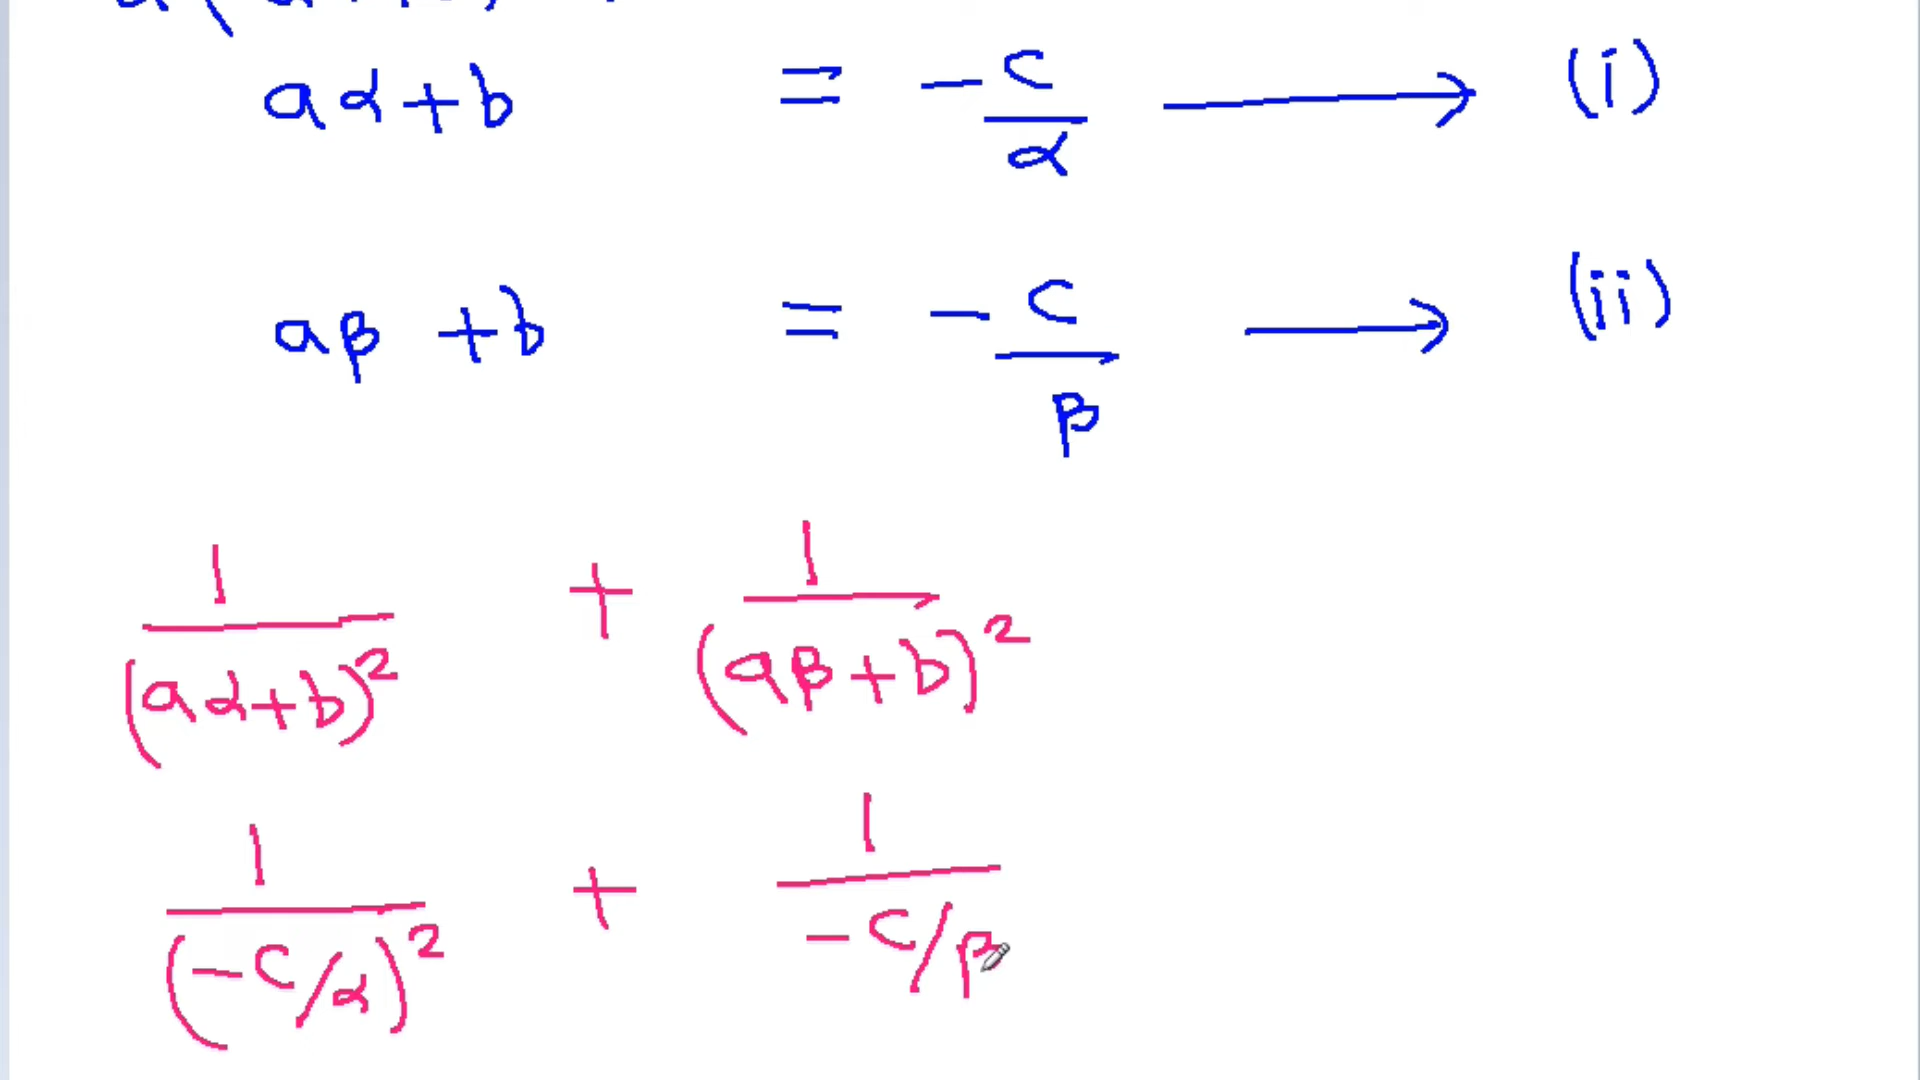 aα+b = -c/α → (i)
aβ+b = -c/β → (ii)
1/(aα+b)² + 1/(aβ+b)²
1/(-c/α)² + 1/-c/β